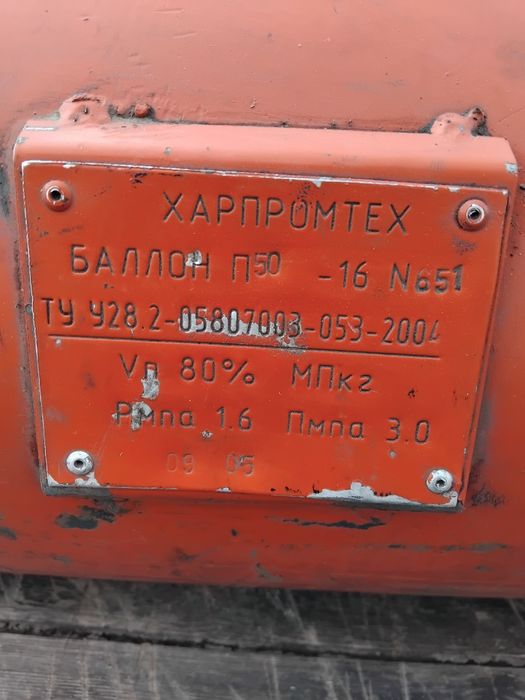 ХАРПРОМТЕХ
БАЛЛОН П50 -16 N651
ТУ У28.2-05807003-053-2004
Vп 80% МПкг
Рмпа 1.6 Пмпа 3.0
09 05